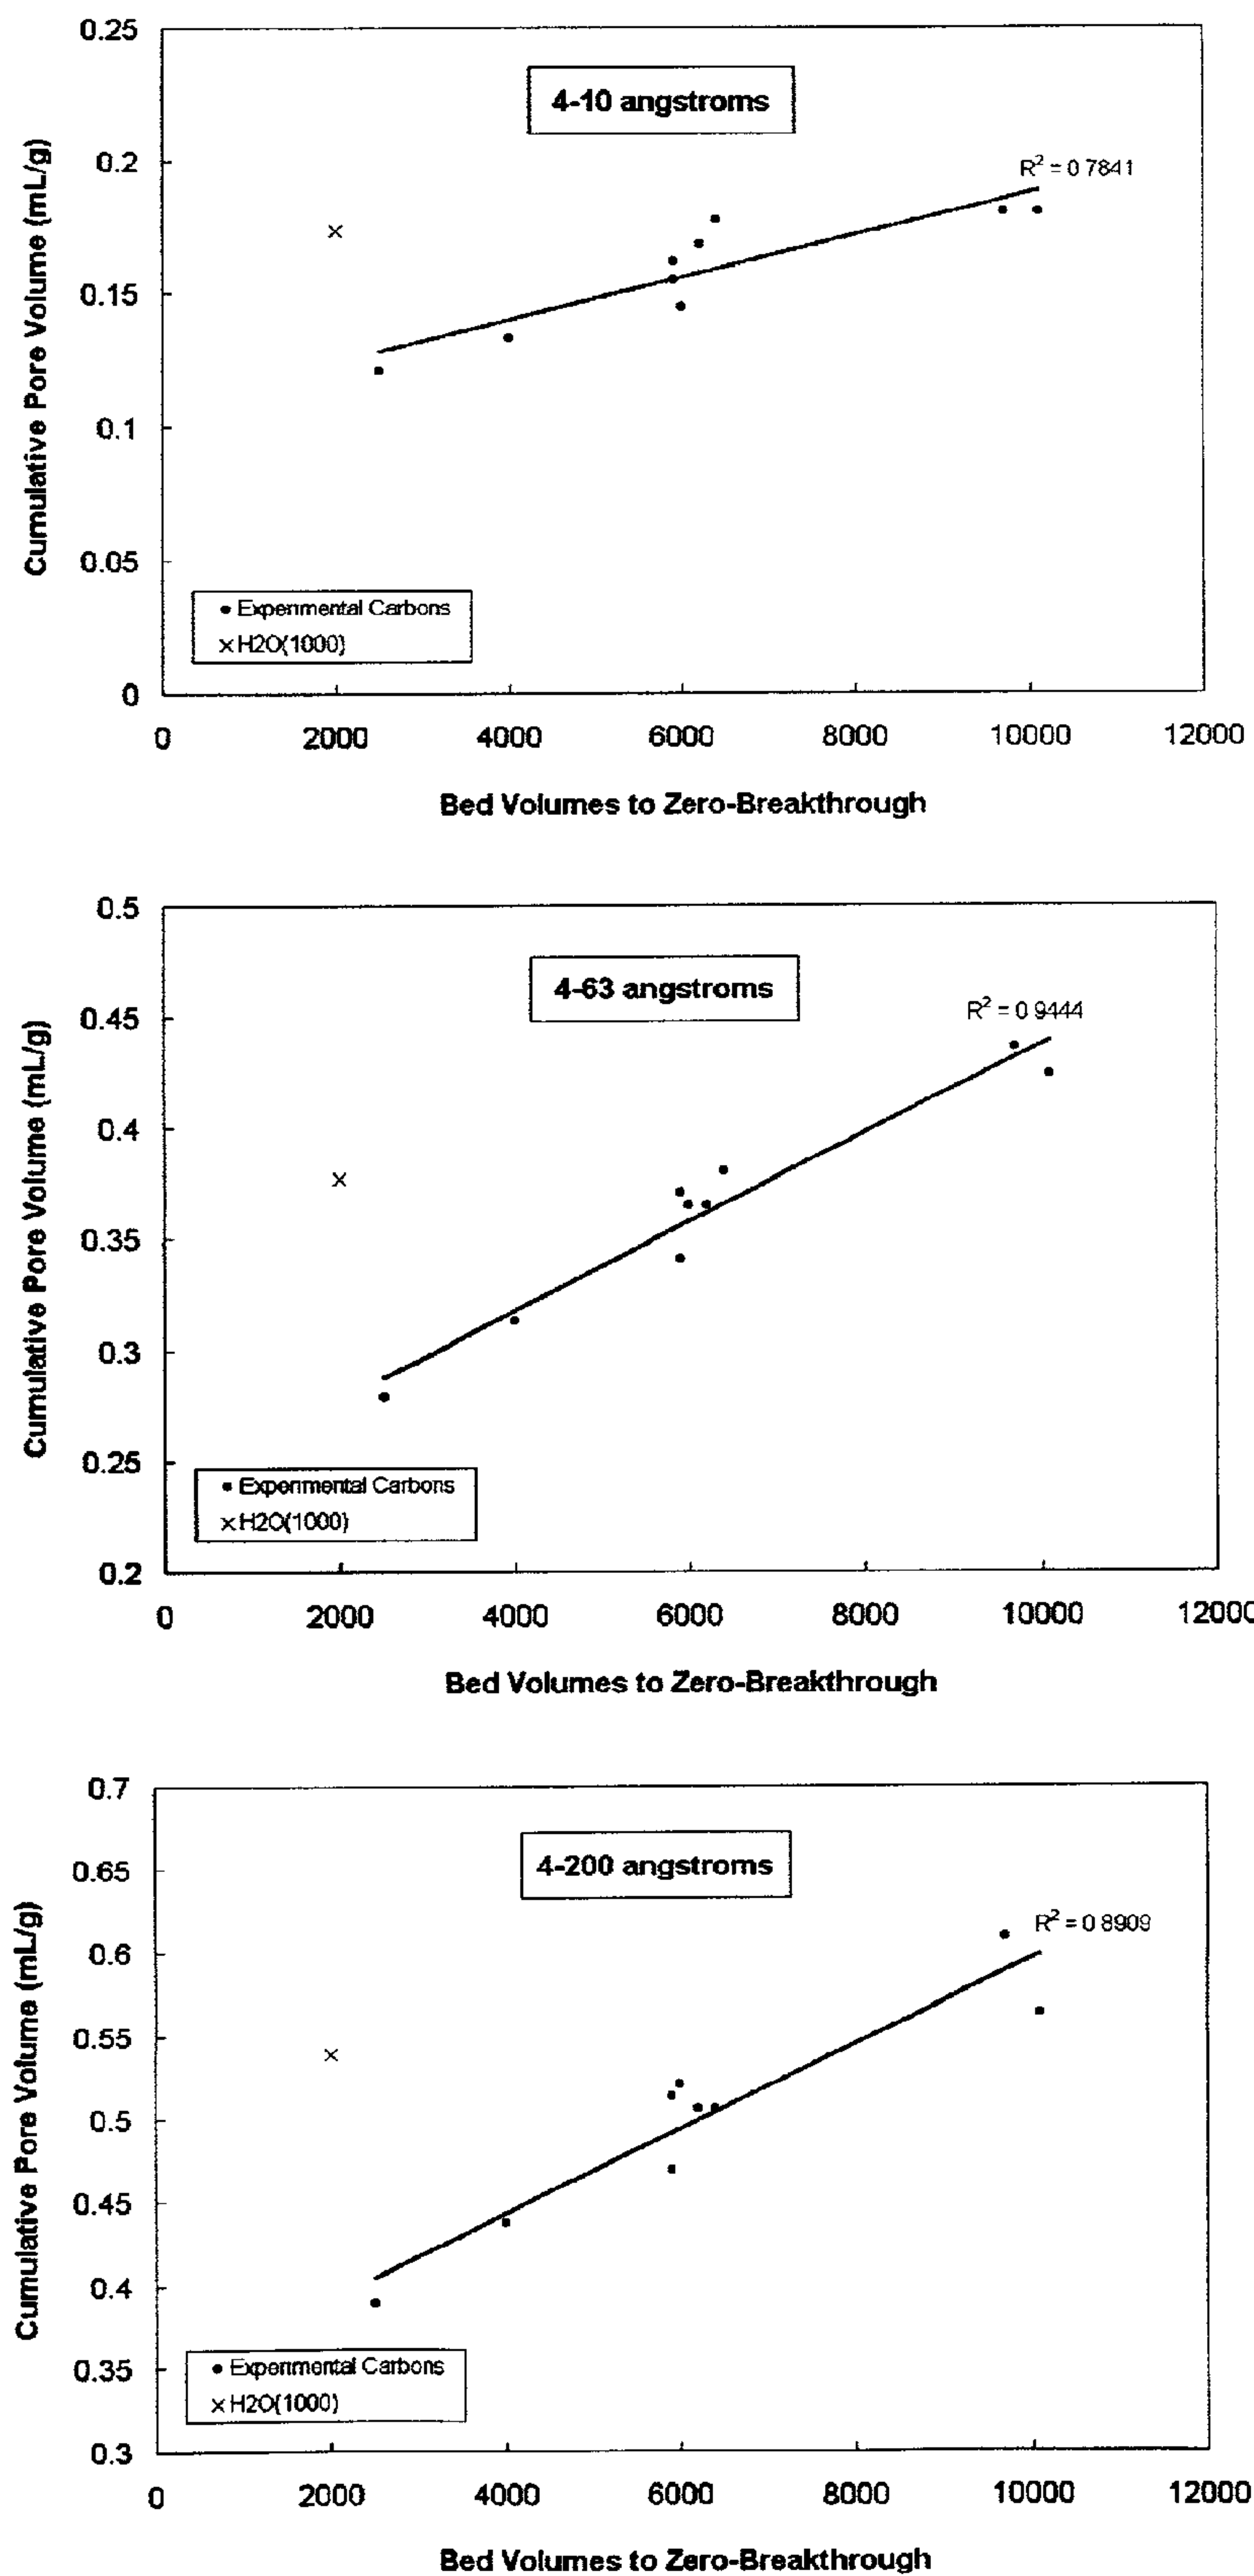 0.25
4-10 angstroms
0.2
R² = 0 7841
0.15
0.1
0.05
0
Cumulative Pore Volume (mL/g)
Experimental Carbons
×H2O(1000)
0 2000 4000 6000 8000 10000 12000
Bed Volumes to Zero-Breakthrough
0.5
4-63 angstroms
0.45
R² = 0 9444
0.4
0.35
0.3
0.25
0.2
Cumulative Pore Volume (mL/g)
Experimental Carbons
×H2O(1000)
0 2000 4000 6000 8000 10000 12000
Bed Volumes to Zero-Breakthrough
0.7
4-200 angstroms
0.65
R² = 0 8909
0.6
0.55
0.5
0.45
0.4
0.35
0.3
Cumulative Pore Volume (mL/g)
Experimental Carbons
×H2O(1000)
0 2000 4000 6000 8000 10000 12000
Bed Volumes to Zero-Breakthrough